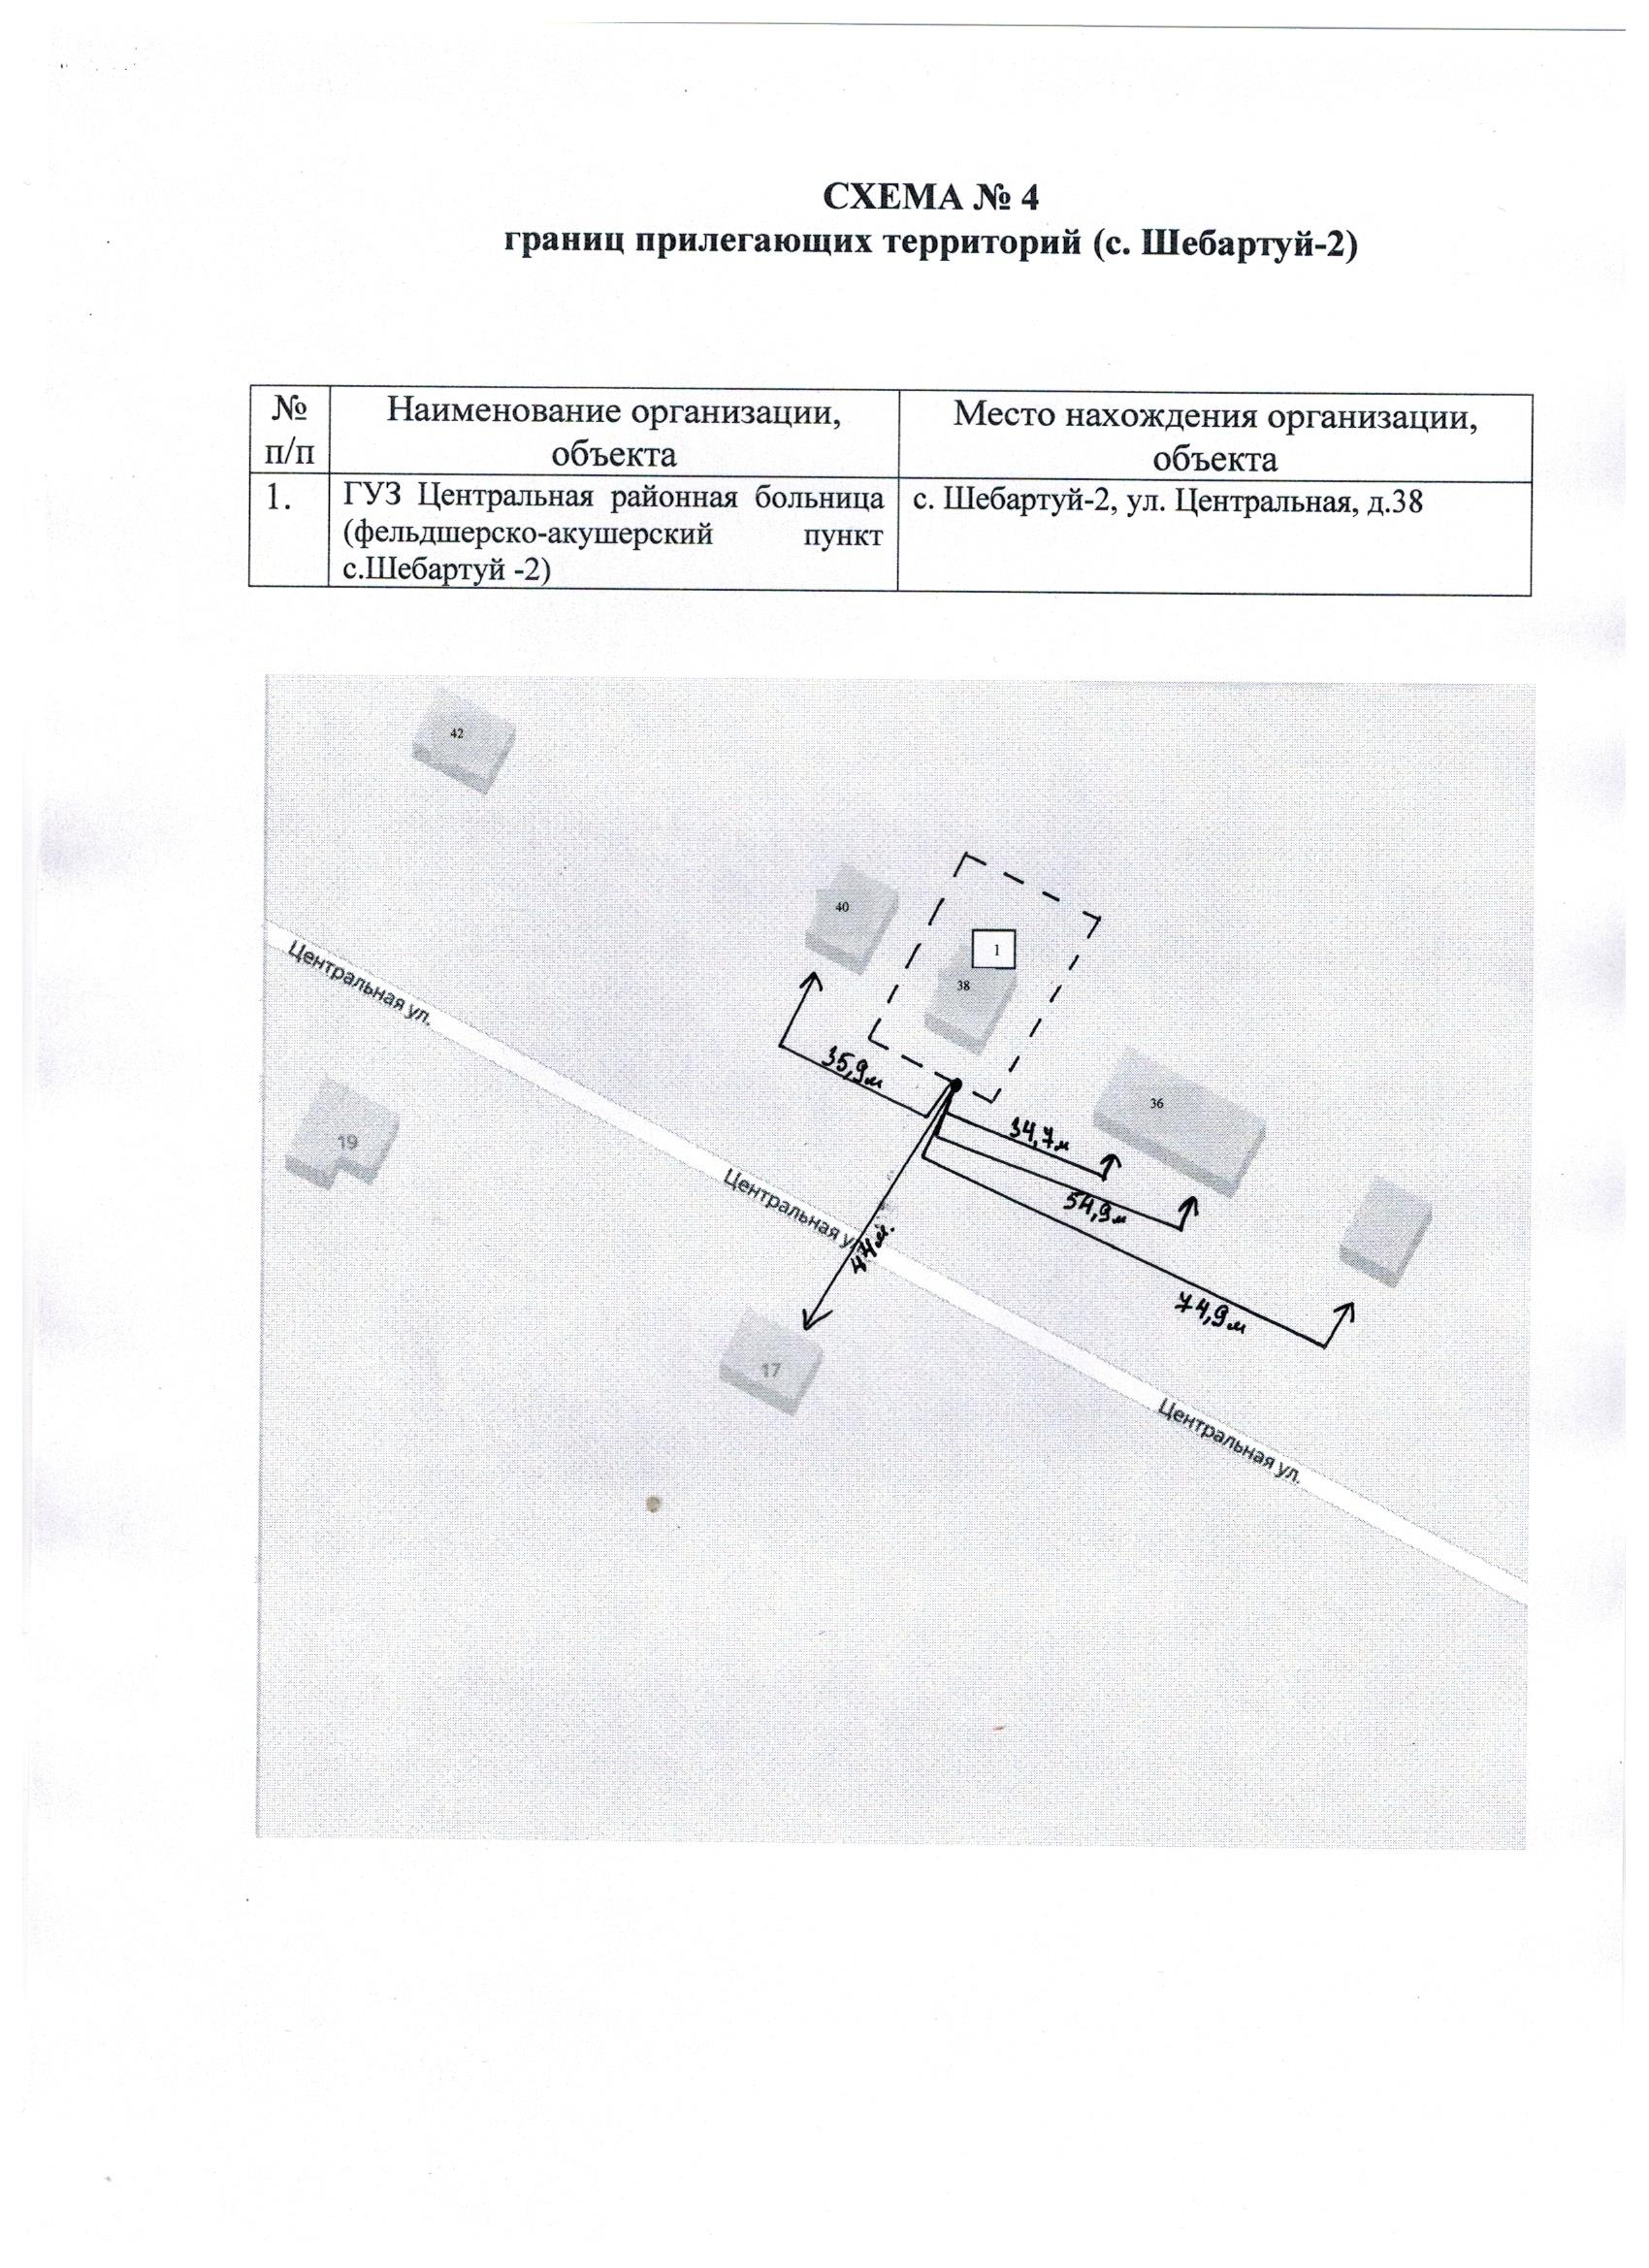 СХЕМА № 4
границ прилегающих территорий (с. Шебартуй-2)
№
п/п
Наименование организации,
объекта
Место нахождения организации,
объекта
1.
ГУЗ Центральная районная больница
(фельдшерско-акушерский пункт
с.Шебартуй -2)
с. Шебартуй-2, ул. Центральная, д.38
42
40
1
38
Центральная ул.
35,9м
36
19
34,7м
54,9м
Центральная у
44м.
74,9м
17
Центральная ул.